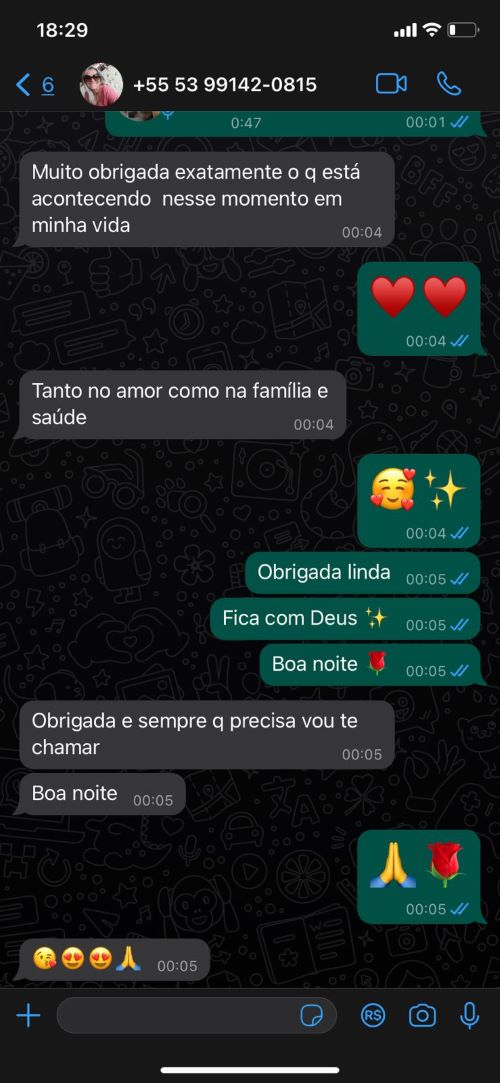 18:29
6
+55 53 99142-0815
0:47
00:01
Muito obrigada exatamente o q está
acontecendo nesse momento em
minha vida
00:04
♥️♥️
00:04
Tanto no amor como na família e
saúde
00:04
🥰✨
00:04
Obrigada linda 00:05
Fica com Deus ✨ 00:05
Boa noite 🌹 00:05
Obrigada e sempre q precisa vou te
chamar
00:05
Boa noite 00:05
🙏🌹
00:05
😘😍😍🙏 00:05
R$